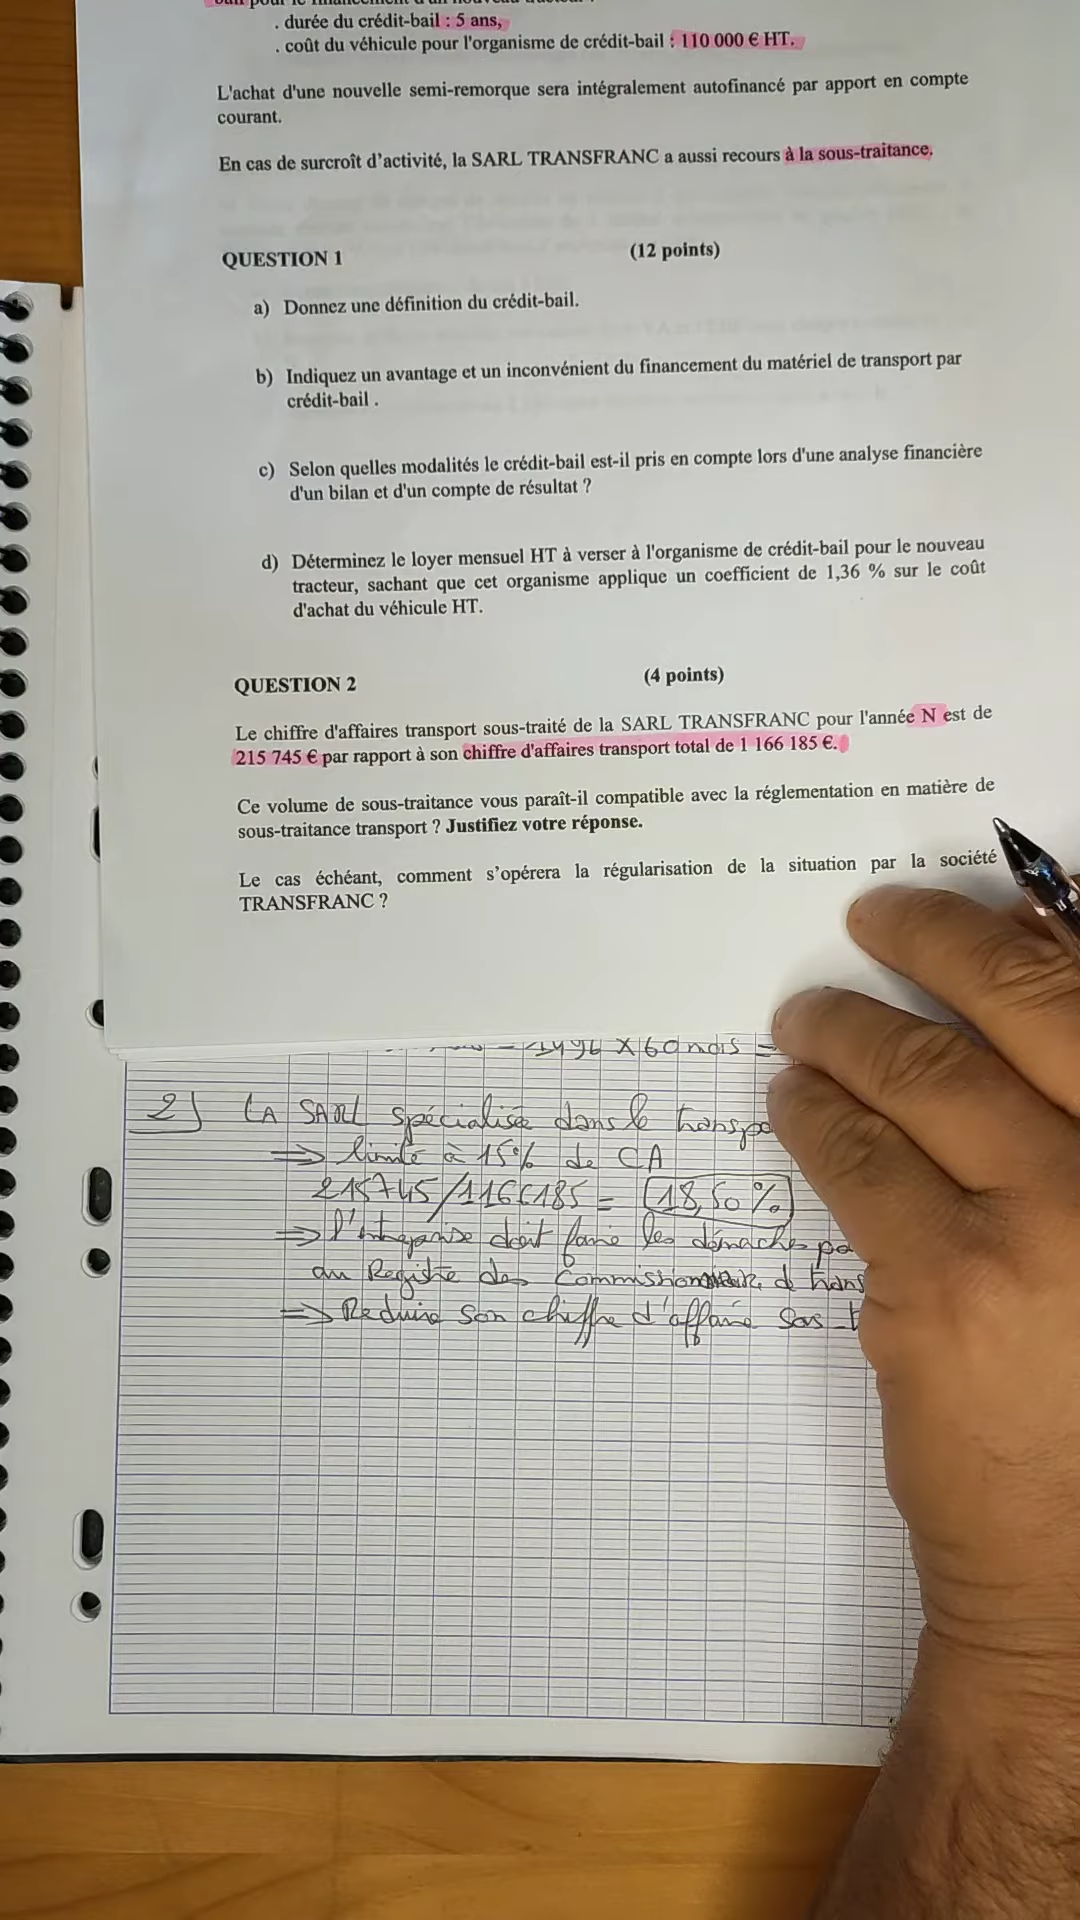 . durée du crédit-bail : 5 ans,
. coût du véhicule pour l'organisme de crédit-bail : 110 000 € HT.
L'achat d'une nouvelle semi-remorque sera intégralement autofinancé par apport en compte
courant.
En cas de surcroît d'activité, la SARL TRANSFRANC a aussi recours à la sous-traitance.
QUESTION 1 (12 points)
a) Donnez une définition du crédit-bail.
b) Indiquez un avantage et un inconvénient du financement du matériel de transport par
crédit-bail .
c) Selon quelles modalités le crédit-bail est-il pris en compte lors d'une analyse financière
d'un bilan et d'un compte de résultat ?
d) Déterminez le loyer mensuel HT à verser à l'organisme de crédit-bail pour le nouveau
tracteur, sachant que cet organisme applique un coefficient de 1,36 % sur le coût
d'achat du véhicule HT.
QUESTION 2 (4 points)
Le chiffre d'affaires transport sous-traité de la SARL TRANSFRANC pour l'année N est de
215 745 € par rapport à son chiffre d'affaires transport total de 1 166 185 €.
Ce volume de sous-traitance vous paraît-il compatible avec la réglementation en matière de
sous-traitance transport ? Justifiez votre réponse.
Le cas échéant, comment s'opérera la régularisation de la situation par la société
TRANSFRANC ?
1496 X 60 mois =
2) LA SARL spécialisée dans le transpo
=> limité à 15% de CA
215745/1166185 = 18,50%
=> l'entreprise doit faire les démaches po
au Registre des Commissionnaire d trans
=> Reduire son chiffre d'affaire Sous-t